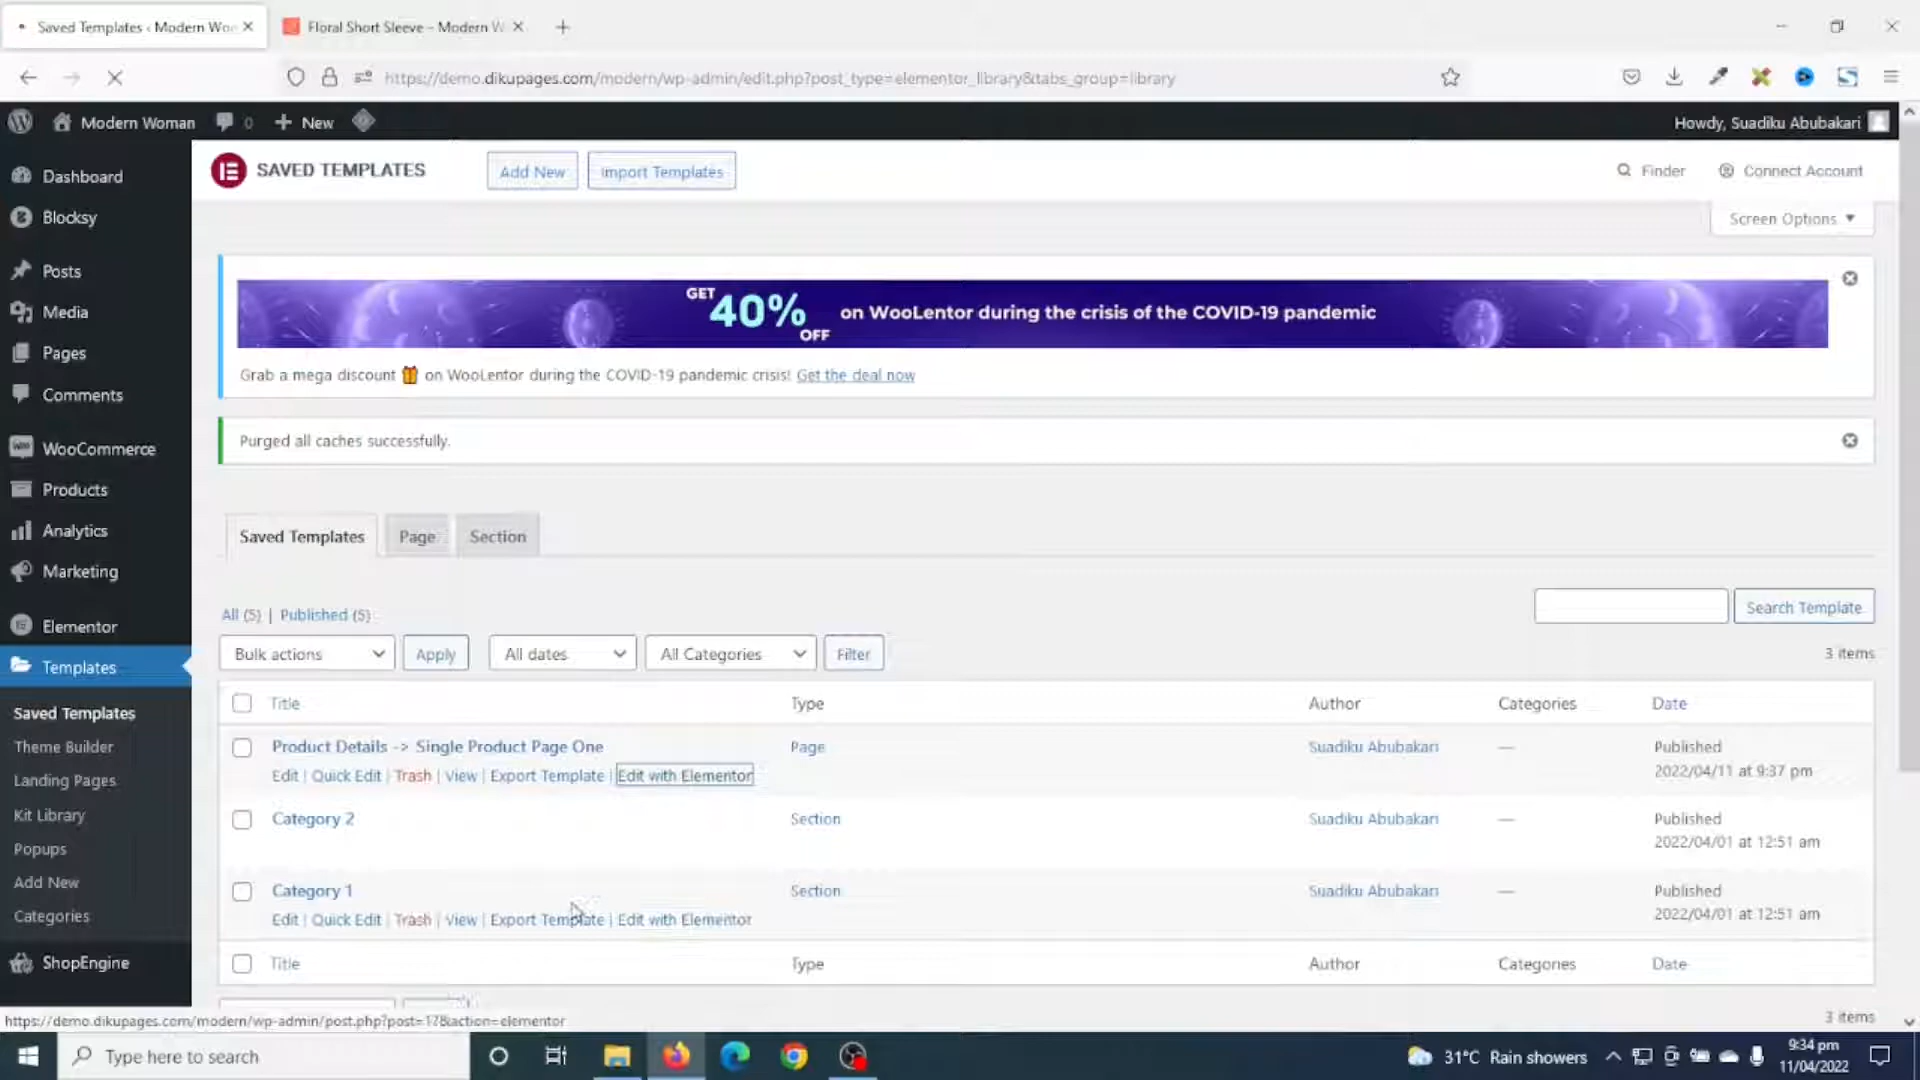 Saved Templates ‹ Modern Woo
Floral Short Sleeve – Modern W
https://demo.dikupages.com/modern/wp-admin/edit.php?post_type=elementor_library&tabs_group=library
Modern Woman
0
New
Howdy, Suadiku Abubakari
Dashboard
Blocksy
Posts
Media
Pages
Comments
WooCommerce
Products
Analytics
Marketing
Elementor
Templates
Saved Templates
Theme Builder
Landing Pages
Kit Library
Popups
Add New
Categories
ShopEngine
SAVED TEMPLATES
Add New
Import Templates
Finder
Connect Account
Screen Options
GET 40% OFF on WooLentor during the crisis of the COVID-19 pandemic
Grab a mega discount 🎁 on WooLentor during the COVID-19 pandemic crisis! Get the deal now
Purged all caches successfully.
Saved Templates
Page
Section
All (5) | Published (5)
Search Template
Bulk actions
Apply
All dates
All Categories
Filter
3 items
Title Type Author Categories Date
Product Details -> Single Product Page One Page Suadiku Abubakari — Published
Edit | Quick Edit | Trash | View | Export Template | Edit with Elementor 2022/04/11 at 9:37 pm
Category 2 Section Suadiku Abubakari — Published
2022/04/01 at 12:51 am
Category 1 Section Suadiku Abubakari — Published
Edit | Quick Edit | Trash | View | Export Template | Edit with Elementor 2022/04/01 at 12:51 am
Title Type Author Categories Date
3 items
https://demo.dikupages.com/modern/wp-admin/post.php?post=178&action=elementor
Type here to search
31°C Rain showers
9:34 pm
11/04/2022